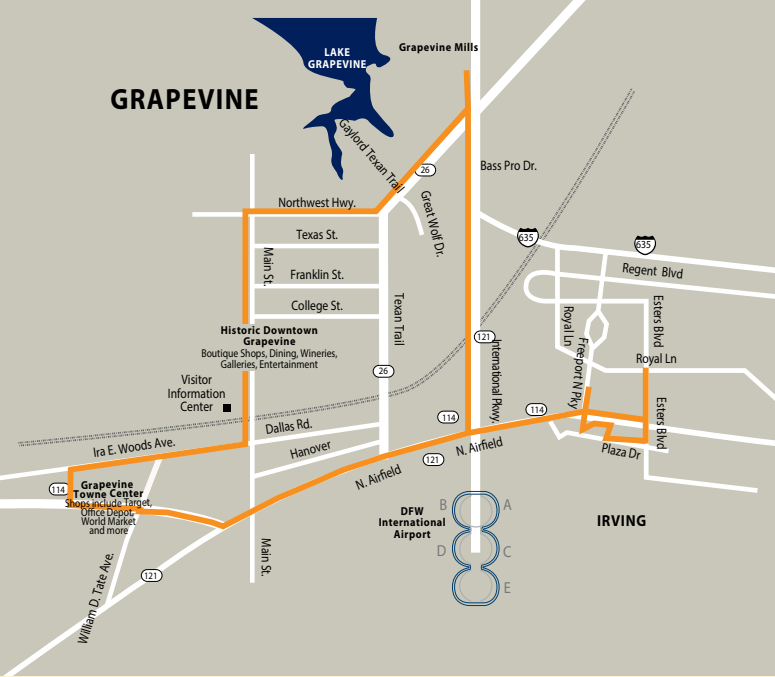 Grapevine Mills
LAKE
GRAPEVINE
GRAPEVINE
Gaylord Texan Trail
26
Bass Pro Dr.
Northwest Hwy.
Great Wolf Dr.
Texas St.
635
635
Main St.
Franklin St.
Regent Blvd
College St.
Texan Trail
Royal Ln
Esters Blvd
Historic Downtown
Grapevine
Boutique Shops, Dining, Wineries,
Galleries, Entertainment
121
International Pkwy.
Freeport N Pky
Royal Ln
26
Visitor
Information
Center
114
114
Esters Blvd
Dallas Rd.
Ira E. Woods Ave.
Hanover
N. Airfield
Plaza Dr
121
N. Airfield
114
Grapevine
Towne Center
Shops include Target,
Office Depot,
World Market
and more
B
A
DFW
International
Airport
IRVING
D
C
Main St.
121
E
William D. Tate Ave.